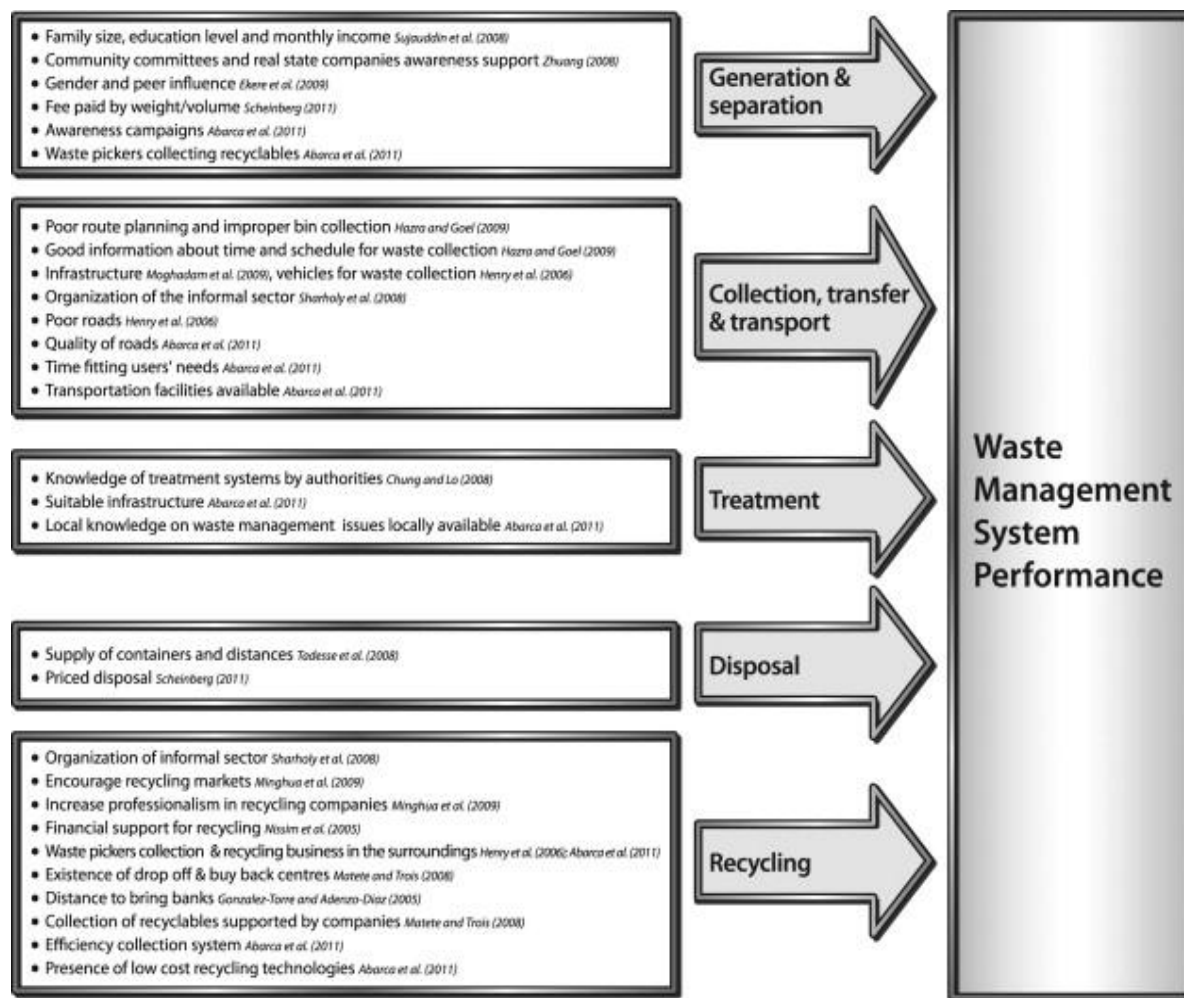 • Family size, education level and monthly income Sujauddin et al. (2008)
• Community committees and real state companies awareness support Zhuang (2008)
• Gender and peer influence Ekere et al. (2009)
• Fee paid by weight/volume Scheinberg (2011)
• Awareness campaigns Abarca et al. (2011)
• Waste pickers collecting recyclables Abarca et al. (2011)
Generation &
separation
• Poor route planning and improper bin collection Hazra and Goel (2009)
• Good information about time and schedule for waste collection Hazra and Goel (2009)
• Infrastructure Moghadam et al. (2009), vehicles for waste collection Henry et al. (2006)
• Organization of the informal sector Sharholy et al. (2008)
• Poor roads Henry et al. (2006)
• Quality of roads Abarca et al. (2011)
• Time fitting users' needs Abarca et al. (2011)
• Transportation facilities available Abarca et al. (2011)
Collection, transfer
& transport
• Knowledge of treatment systems by authorities Chung and Lo (2008)
• Suitable infrastructure Abarca et al. (2011)
• Local knowledge on waste management issues locally available Abarca et al. (2011)
Treatment
• Supply of containers and distances Tadesse et al. (2008)
• Priced disposal Scheinberg (2011)
Disposal
• Organization of informal sector Sharholy et al. (2008)
• Encourage recycling markets Minghua et al. (2009)
• Increase professionalism in recycling companies Minghua et al. (2009)
• Financial support for recycling Nissim et al. (2005)
• Waste pickers collection & recycling business in the surroundings Henry et al. (2006); Abarca et al. (2011)
• Existence of drop off & buy back centres Matete and Trois (2008)
• Distance to bring banks Gonzalez-Torre and Adenzo-Diaz (2005)
• Collection of recyclables supported by companies Matete and Trois (2008)
• Efficiency collection system Abarca et al. (2011)
• Presence of low cost recycling technologies Abarca et al. (2011)
Recycling
Waste
Management
System
Performance